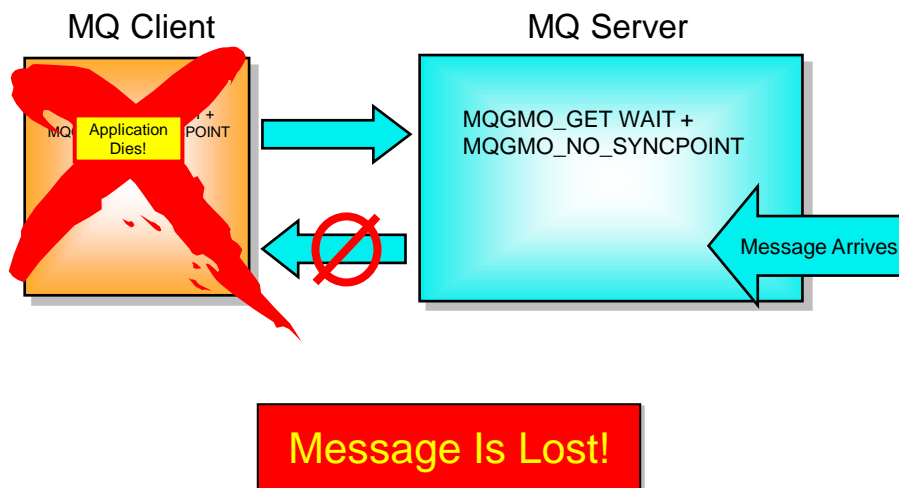 MQ Client
MQ Server
Application
Dies!
MQGMO_GET WAIT +
MQGMO_NO_SYNCPOINT
Message Arrives
Message Is Lost!